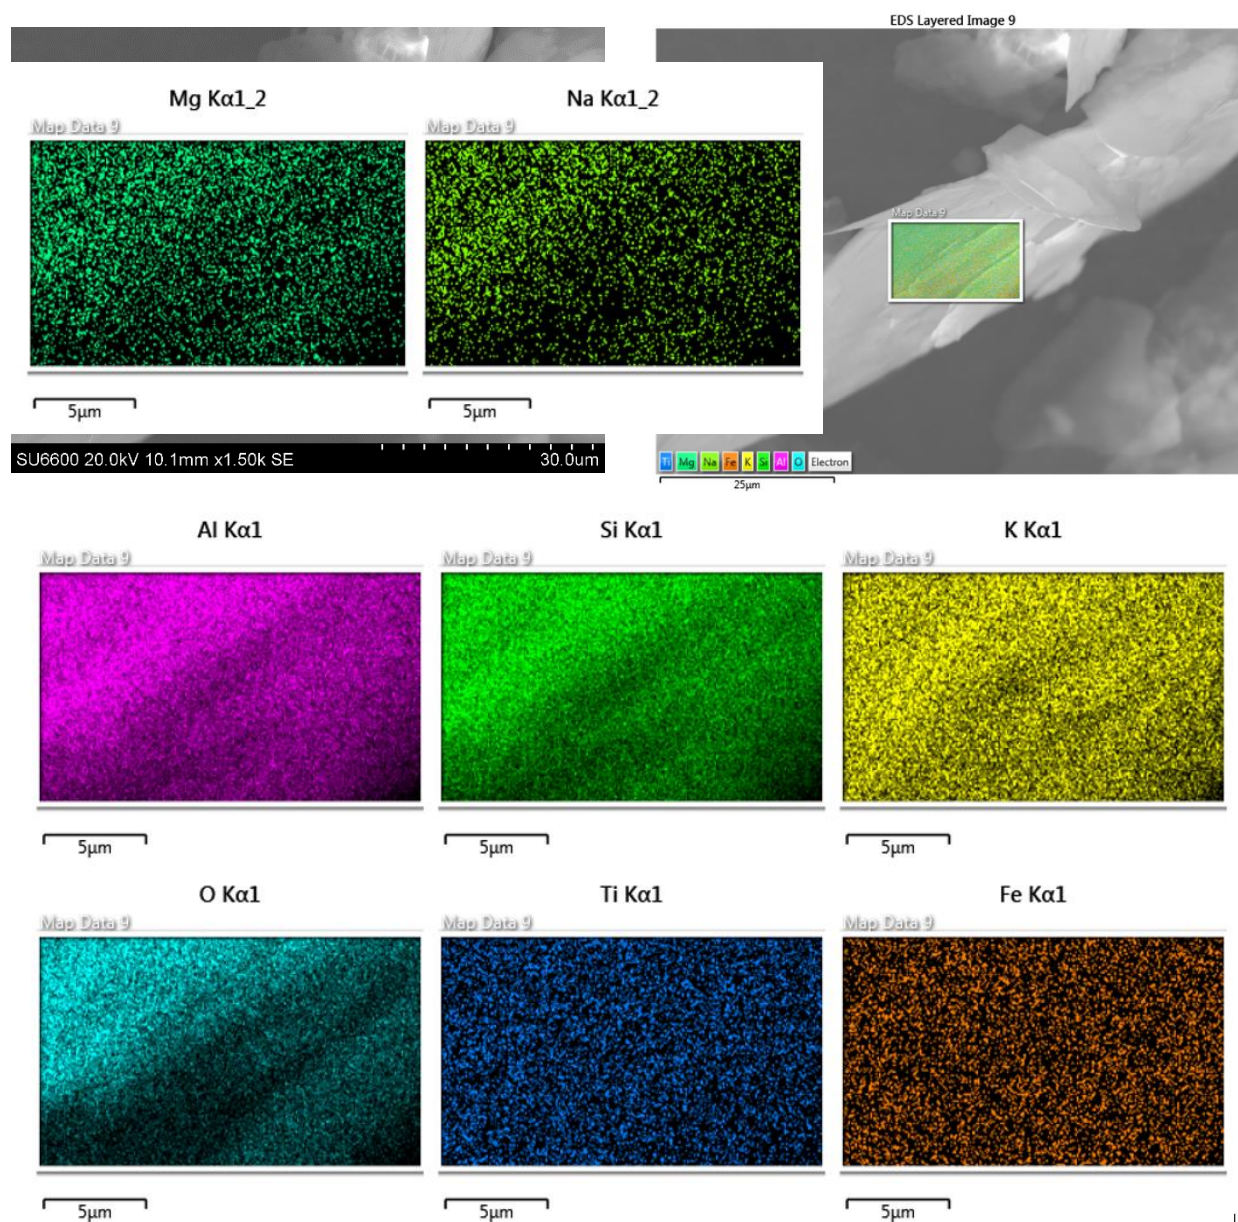 EDS Layered Image 9
Mg Kα1_2
Na Kα1_2
Map Data 9
Map Data 9
Map Data 9
5μm
5μm
SU6600 20.0kV 10.1mm x1.50k SE
30.0um
Ti Mg Na Fe K Si Al O Electron
25μm
Al Kα1
Si Kα1
K Kα1
Map Data 9
Map Data 9
Map Data 9
5μm
5μm
5μm
O Kα1
Ti Kα1
Fe Kα1
Map Data 9
Map Data 9
Map Data 9
5μm
5μm
5μm